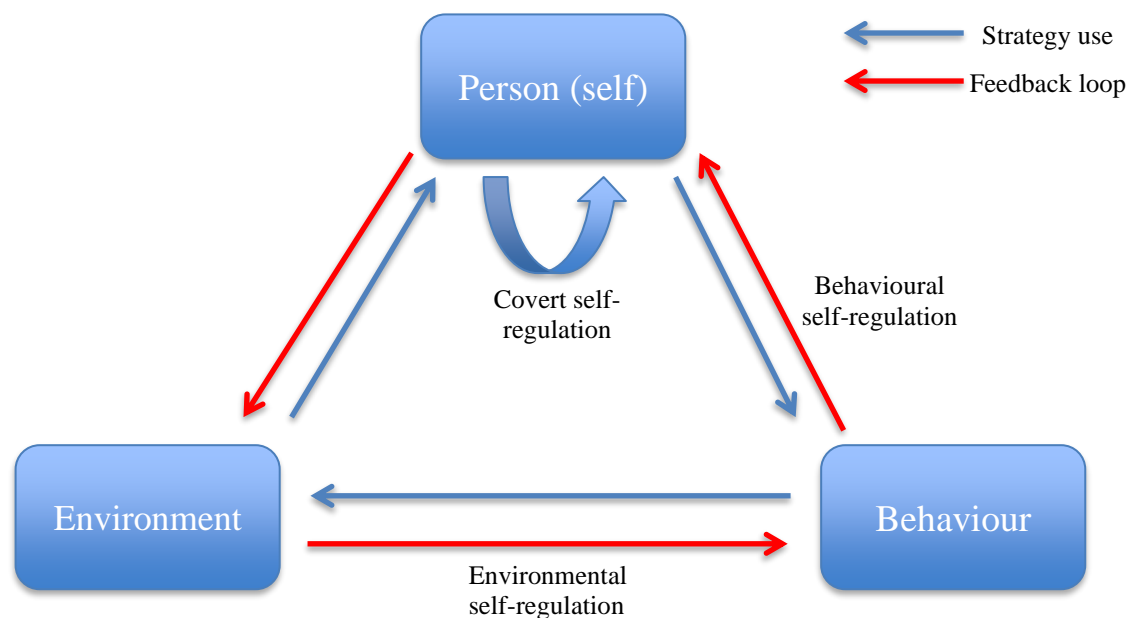 Person (self)
Strategy use
Feedback loop
Covert self-
regulation
Behavioural
self-regulation
Environment
Behaviour
Environmental
self-regulation